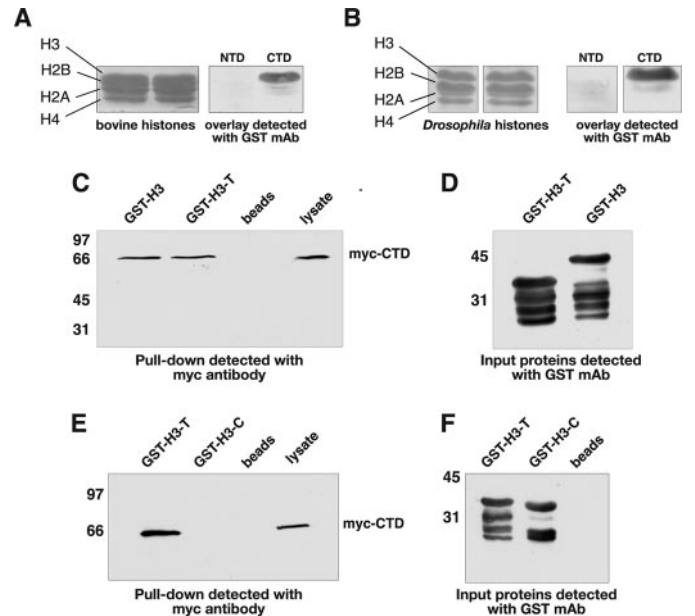 A
H3
H2B
H2A
H4
NTD CTD
bovine histones
overlay detected
with GST mAb
B
H3
H2B
H2A
H4
NTD CTD
Drosophila histones
overlay detected
with GST mAb
C
GST-H3 GST-H3-T beads lysate
97
66
45
31
myc-CTD
Pull-down detected with
myc antibody
D
GST-H3-T GST-H3
45
31
Input proteins detected
with GST mAb
E
GST-H3-T GST-H3-C beads lysate
97
66
myc-CTD
Pull-down detected with
myc antibody
F
GST-H3-T GST-H3-C beads
45
31
Input proteins detected
with GST mAb